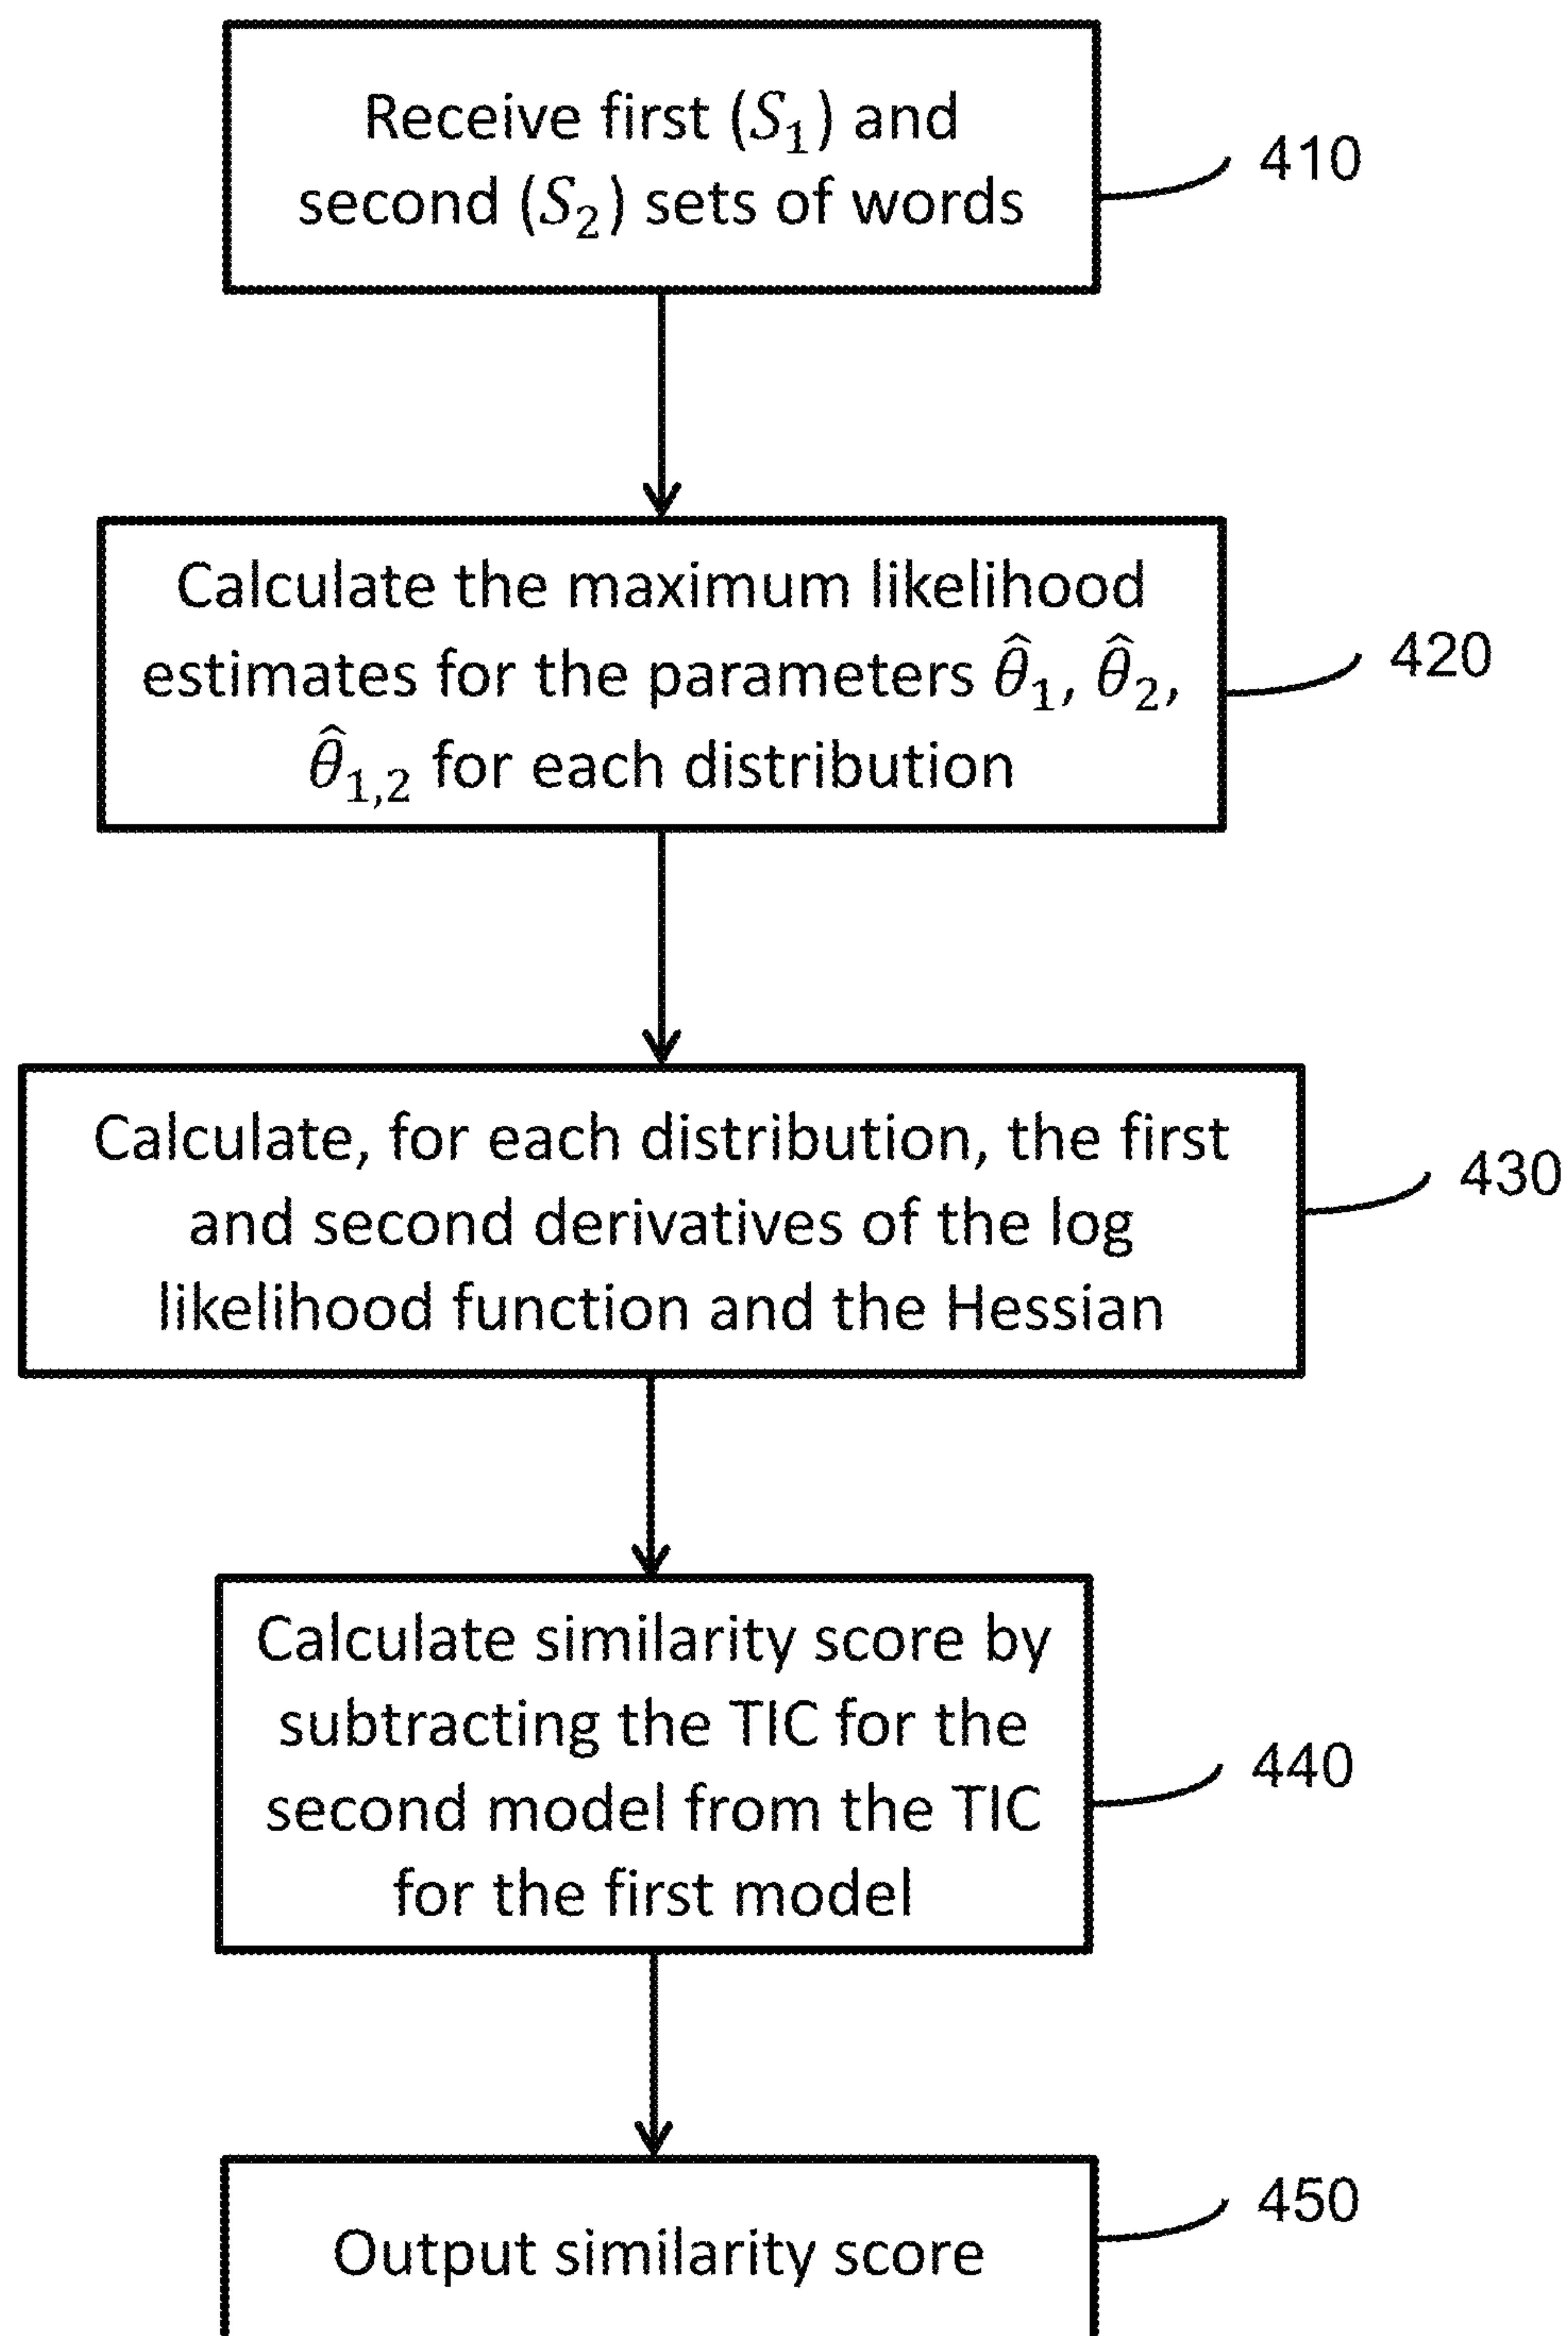 Receive first (S₁) and
second (S₂) sets of words
410
Calculate the maximum likelihood
estimates for the parameters θ̂₁, θ̂₂,
θ̂₁,₂ for each distribution
420
Calculate, for each distribution, the first
and second derivatives of the log
likelihood function and the Hessian
430
Calculate similarity score by
subtracting the TIC for the
second model from the TIC
for the first model
440
Output similarity score
450